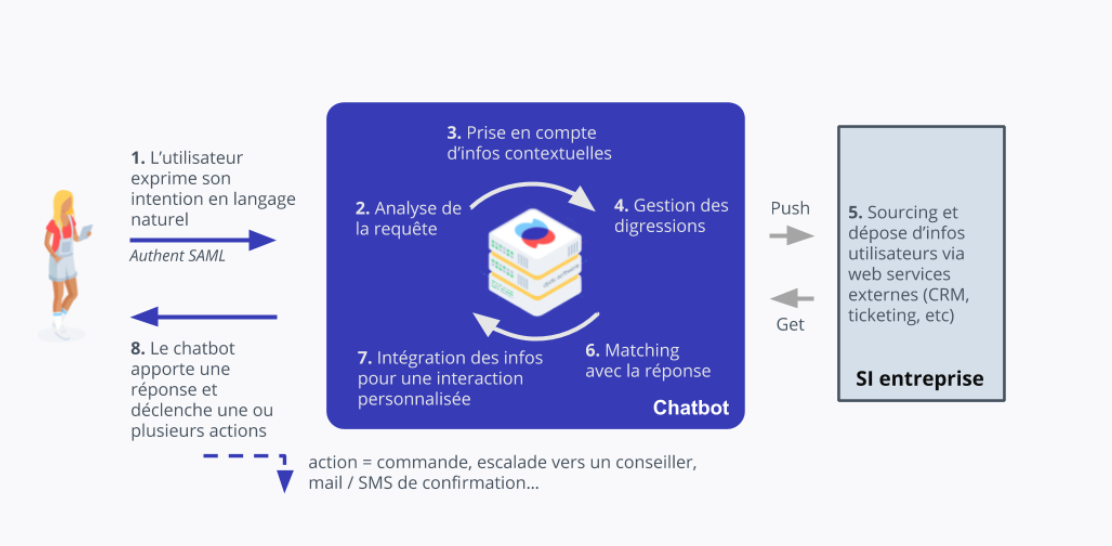 3. Prise en compte
d'infos contextuelles
1. L'utilisateur
exprime son
intention en langage
naturel
Authent SAML
2. Analyse de
la requête
4. Gestion des
digressions
Push
5. Sourcing et
dépose d'infos
utilisateurs via
web services
externes (CRM,
ticketing, etc)
Get
SI entreprise
6. Matching
avec la réponse
7. Intégration des infos
pour une interaction
personnalisée
Chatbot
8. Le chatbot
apporte une
réponse et
déclenche une ou
plusieurs actions
action = commande, escalade vers un conseiller,
mail / SMS de confirmation...